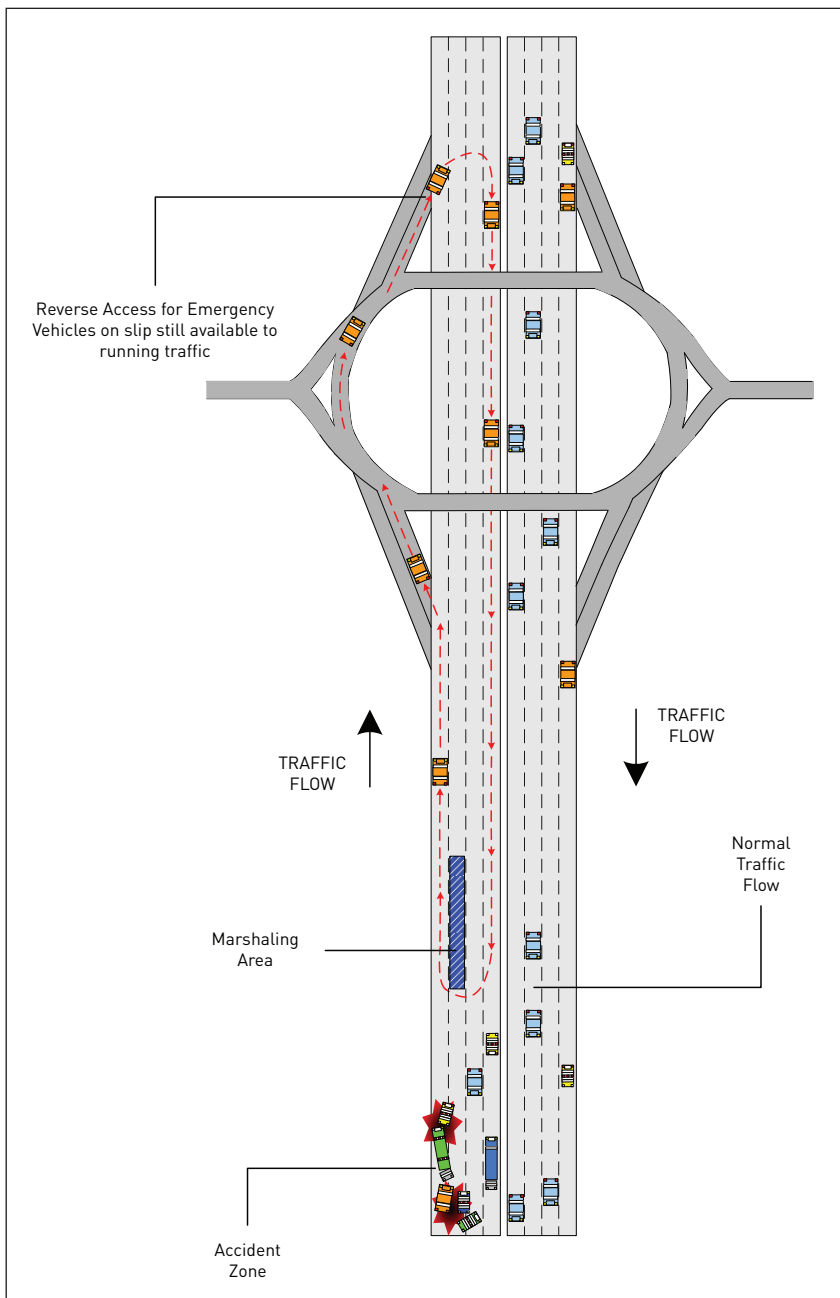 Reverse Access for Emergency
Vehicles on slip still available to
running traffic
TRAFFIC
FLOW
TRAFFIC
FLOW
Normal
Traffic
Flow
Marshaling
Area
Accident
Zone